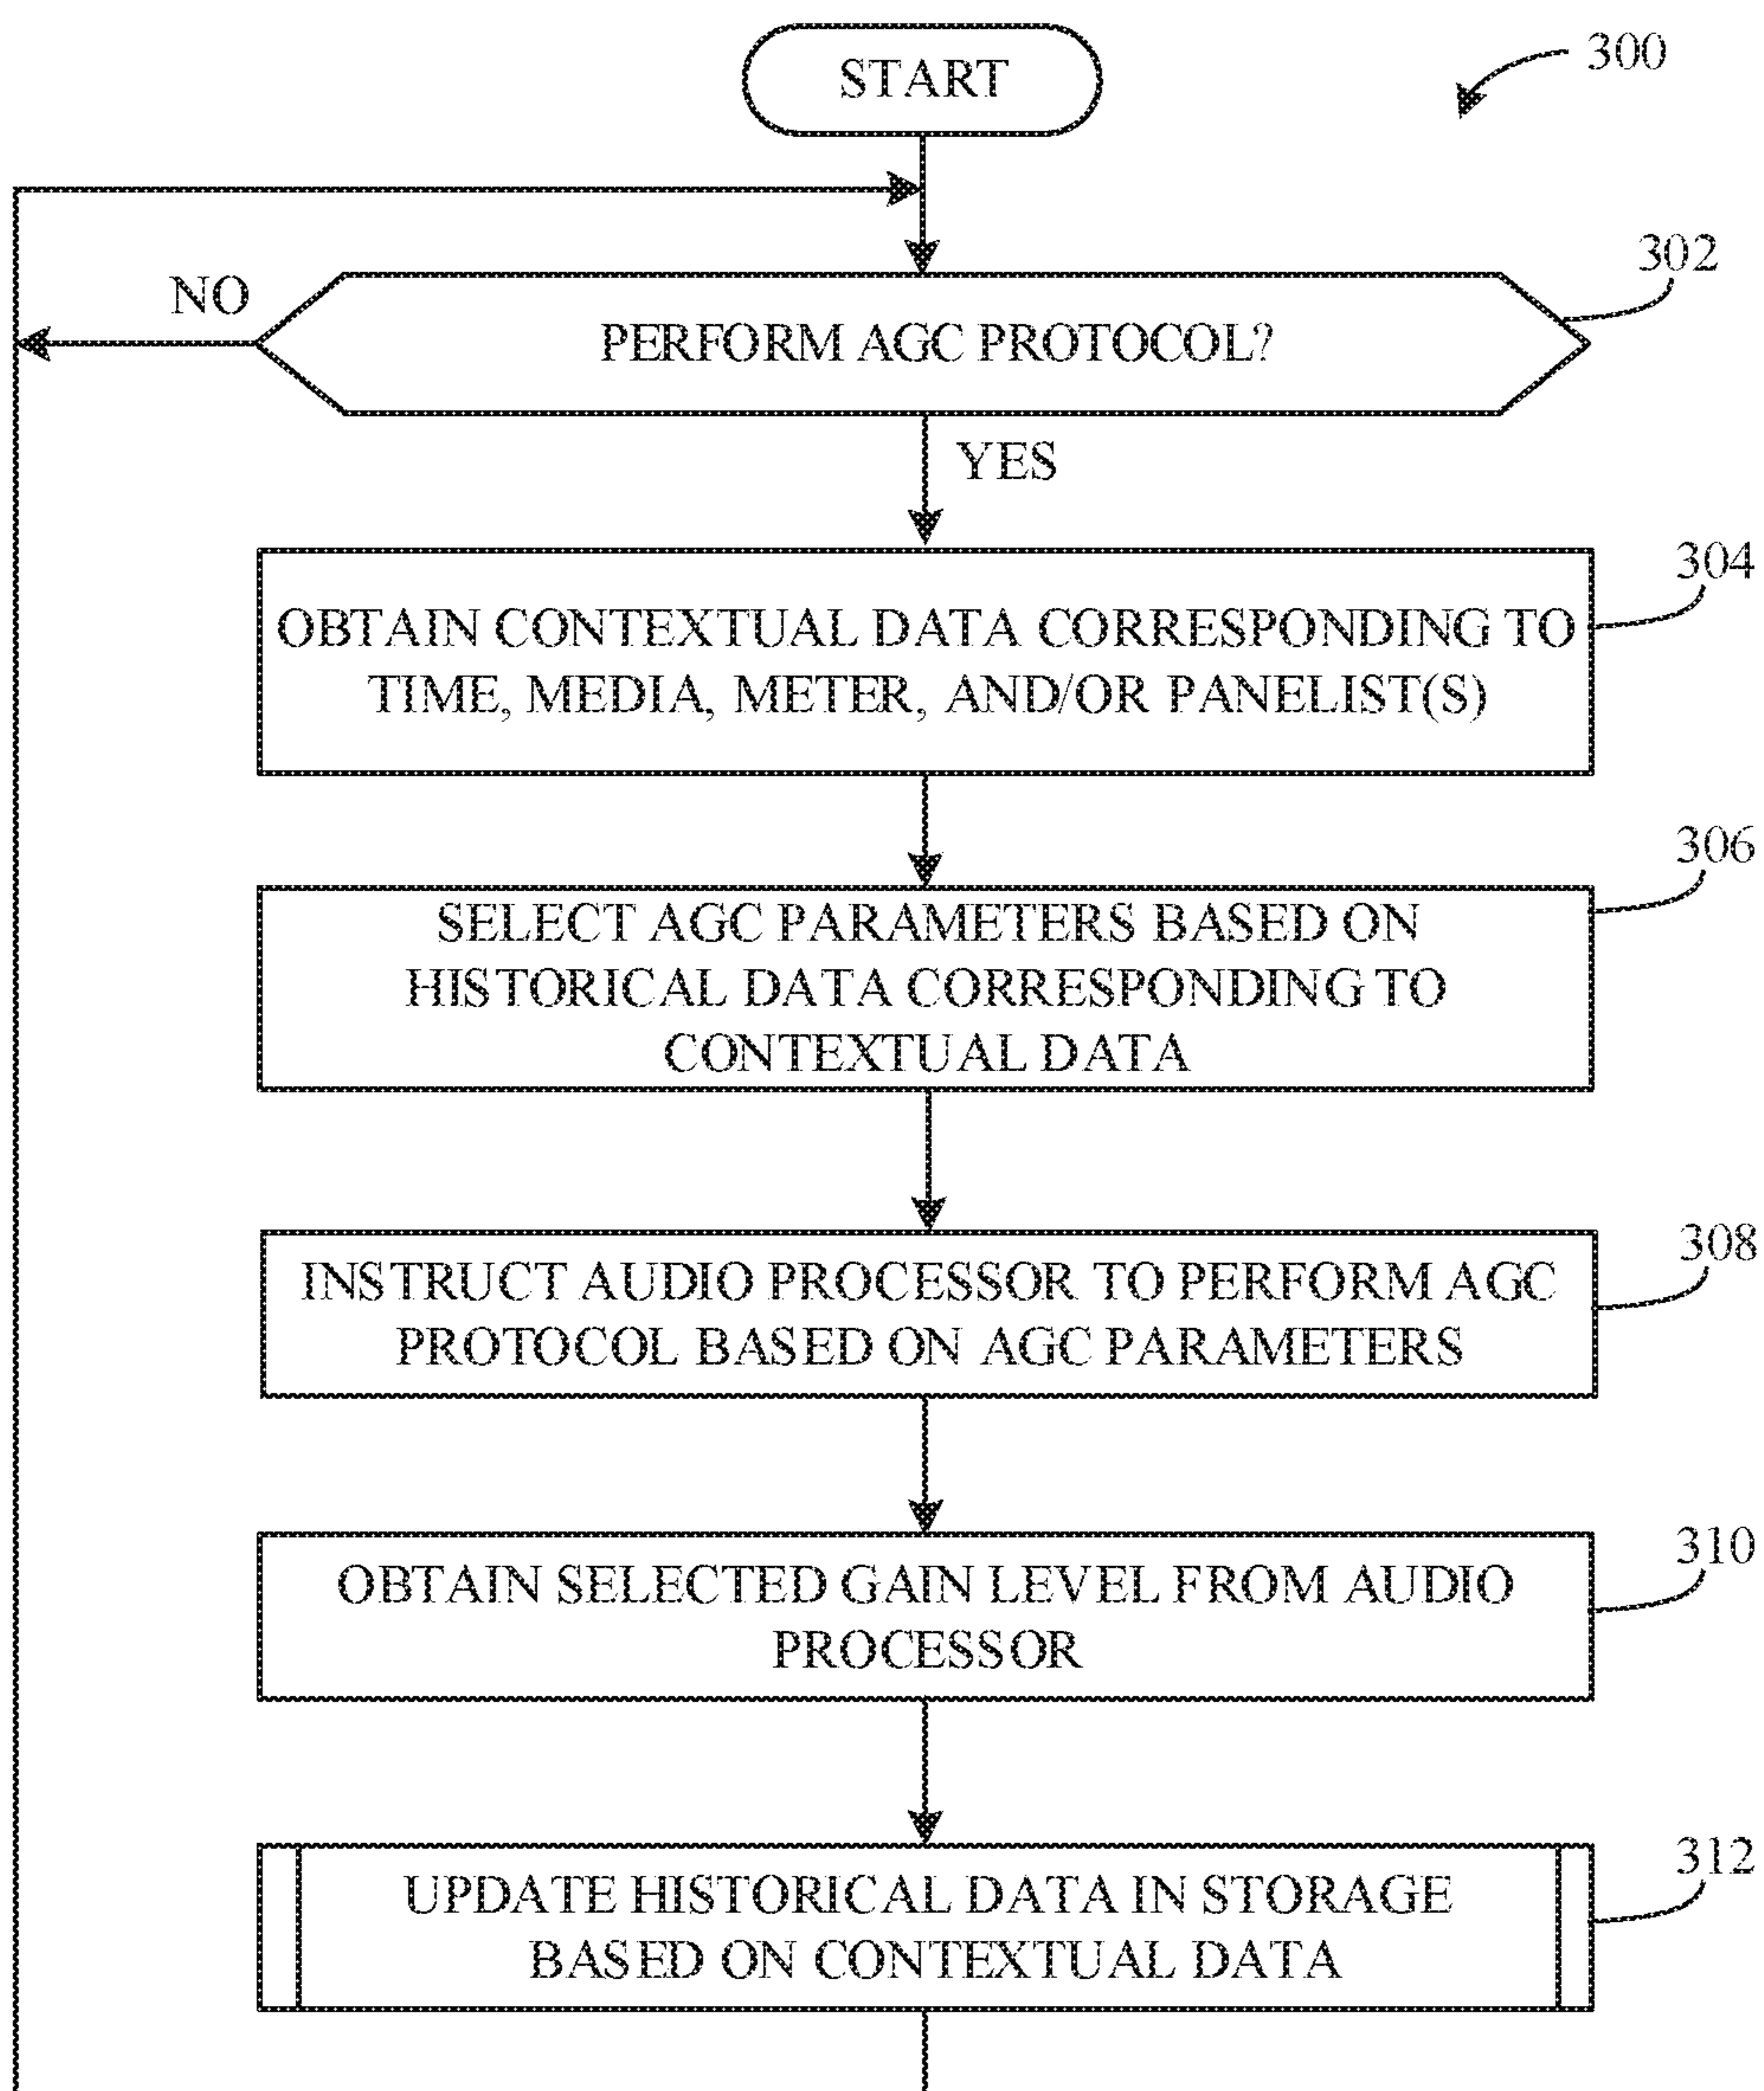 START
300
302
NO
PERFORM AGC PROTOCOL?
YES
304
OBTAIN CONTEXTUAL DATA CORRESPONDING TO
TIME, MEDIA, METER, AND/OR PANELIST(S)
306
SELECT AGC PARAMETERS BASED ON
HISTORICAL DATA CORRESPONDING TO
CONTEXTUAL DATA
308
INSTRUCT AUDIO PROCESSOR TO PERFORM AGC
PROTOCOL BASED ON AGC PARAMETERS
310
OBTAIN SELECTED GAIN LEVEL FROM AUDIO
PROCESSOR
312
UPDATE HISTORICAL DATA IN STORAGE
BASED ON CONTEXTUAL DATA